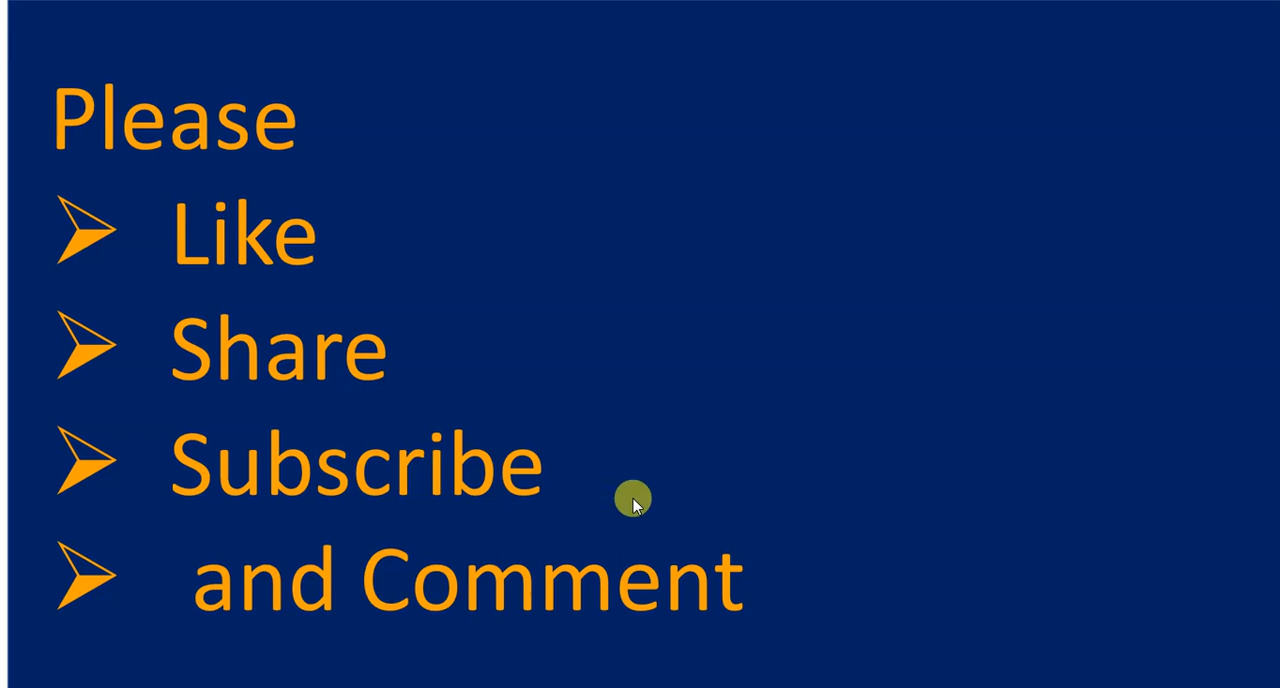 Please
➢ Like
➢ Share
➢ Subscribe
➢ and Comment